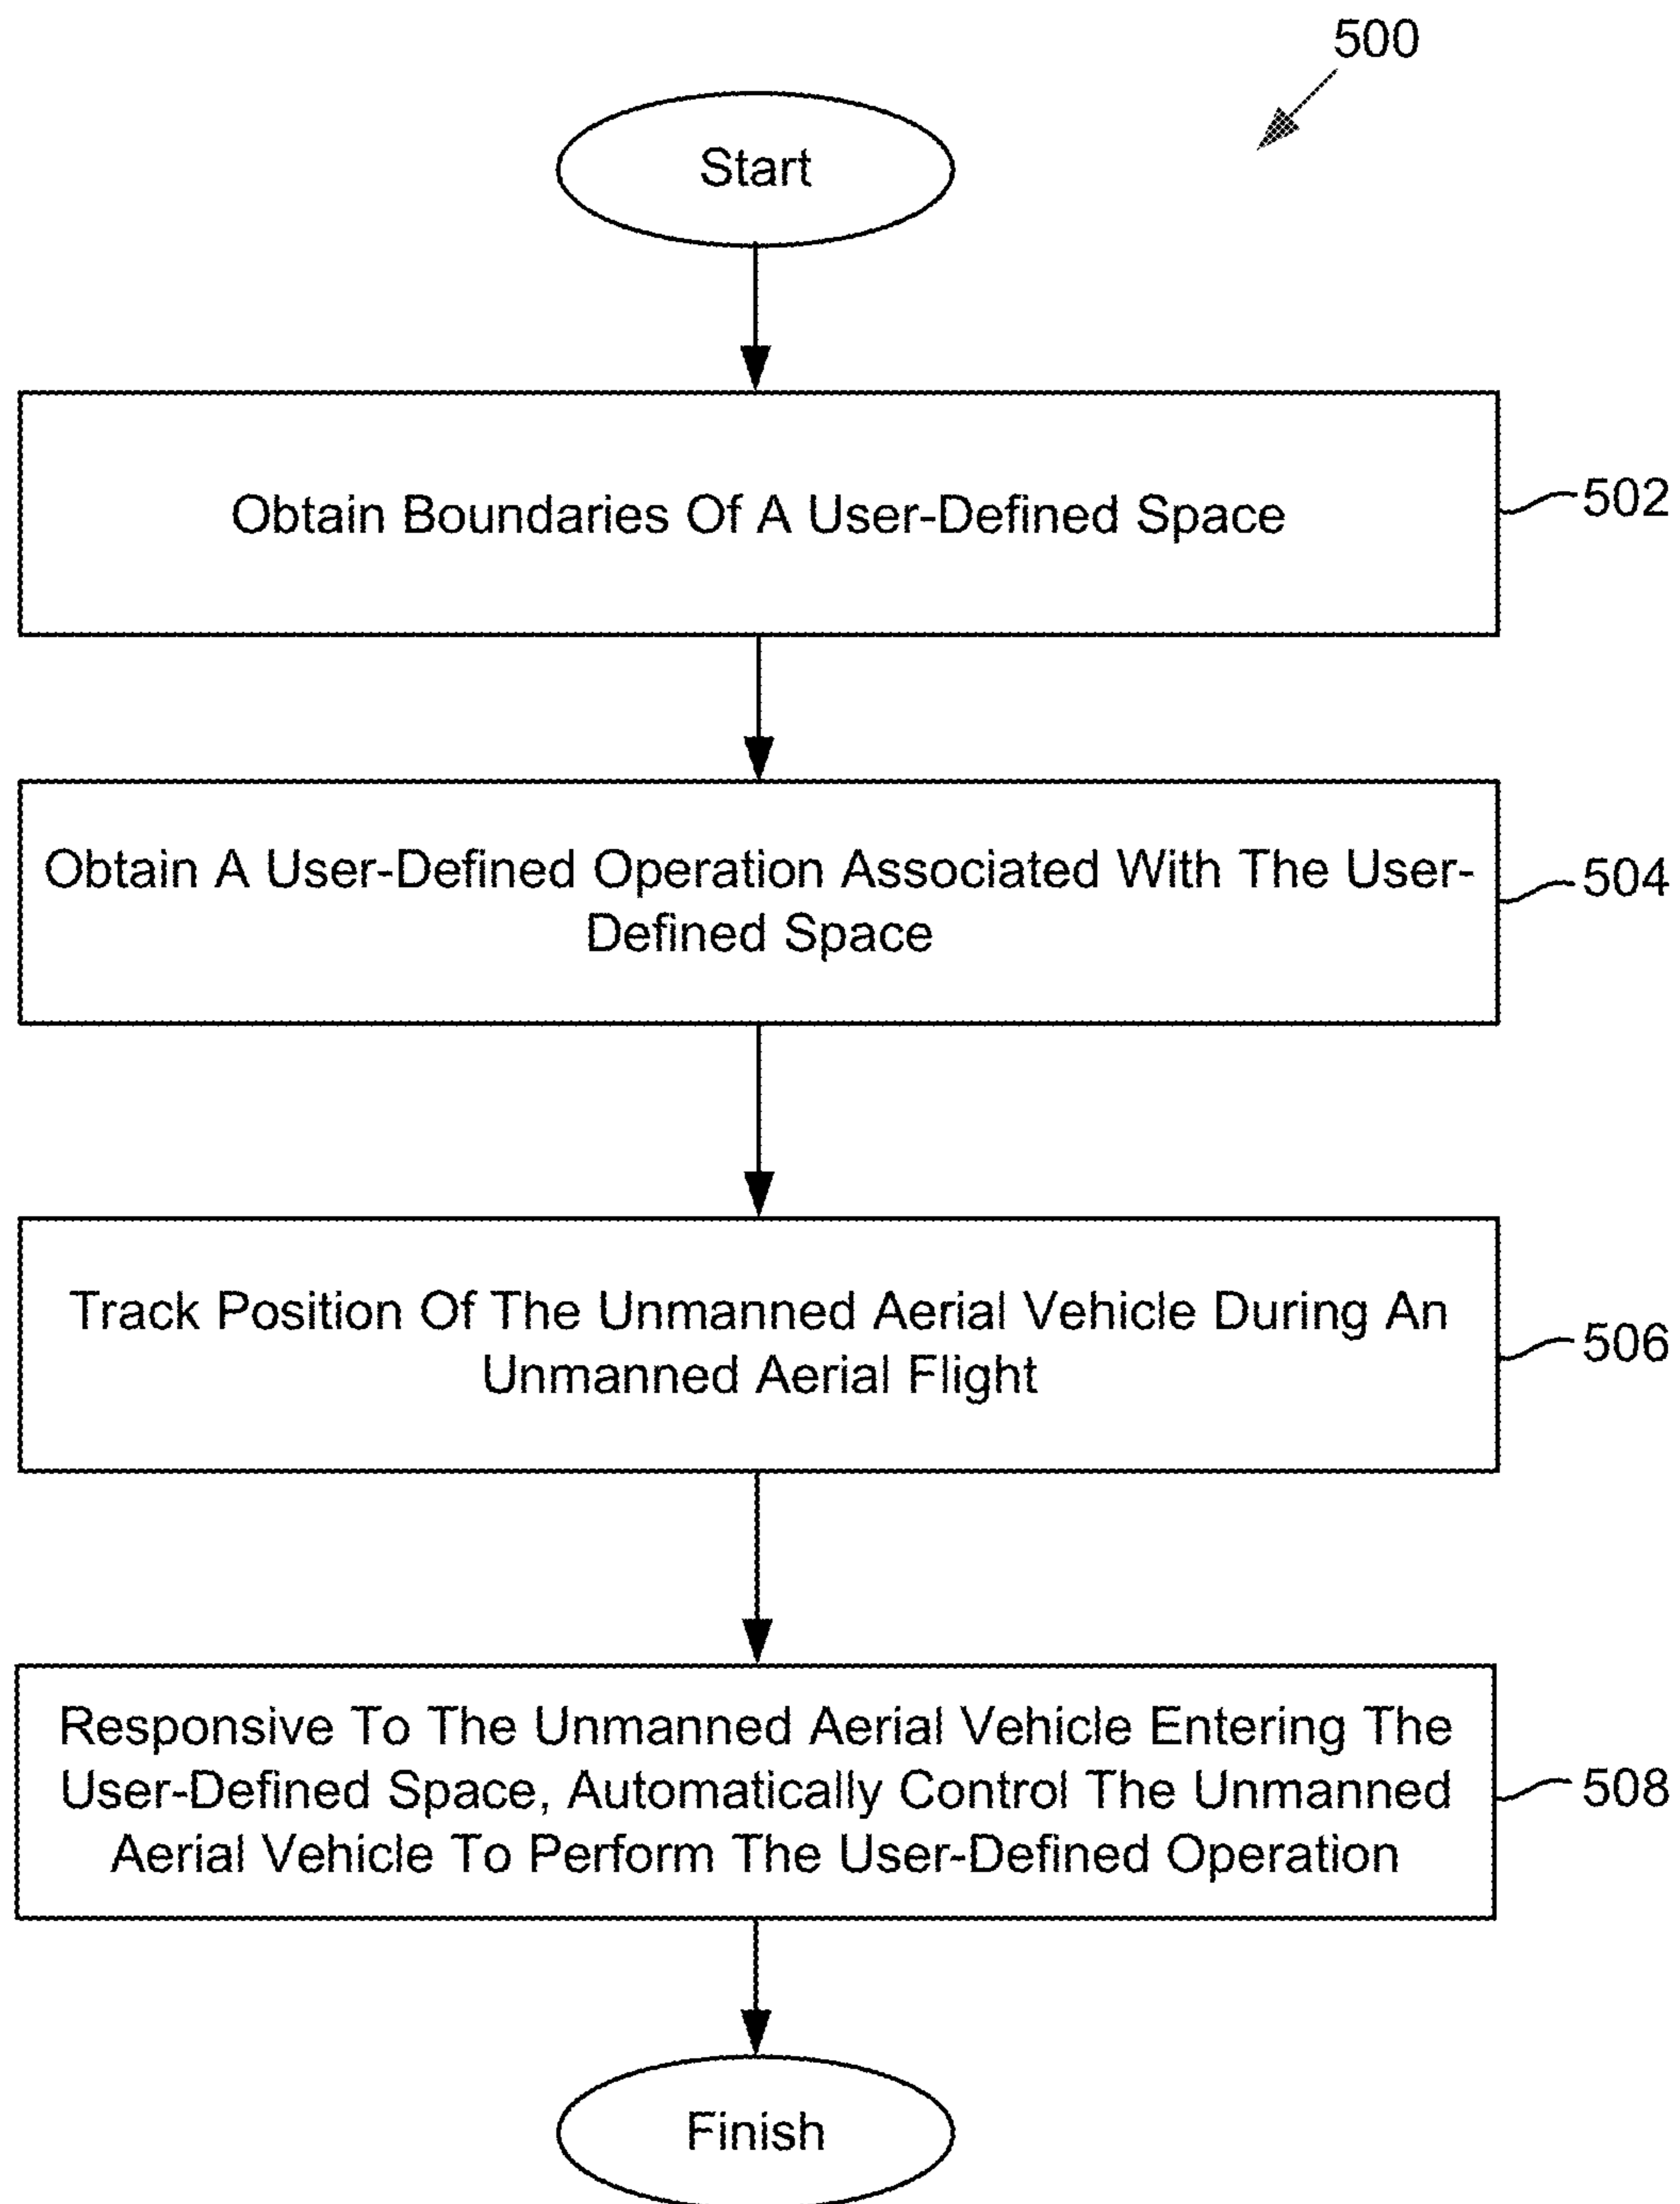 500
Start
Obtain Boundaries Of A User-Defined Space
502
Obtain A User-Defined Operation Associated With The User-
Defined Space
504
Track Position Of The Unmanned Aerial Vehicle During An
Unmanned Aerial Flight
506
Responsive To The Unmanned Aerial Vehicle Entering The
User-Defined Space, Automatically Control The Unmanned
Aerial Vehicle To Perform The User-Defined Operation
508
Finish